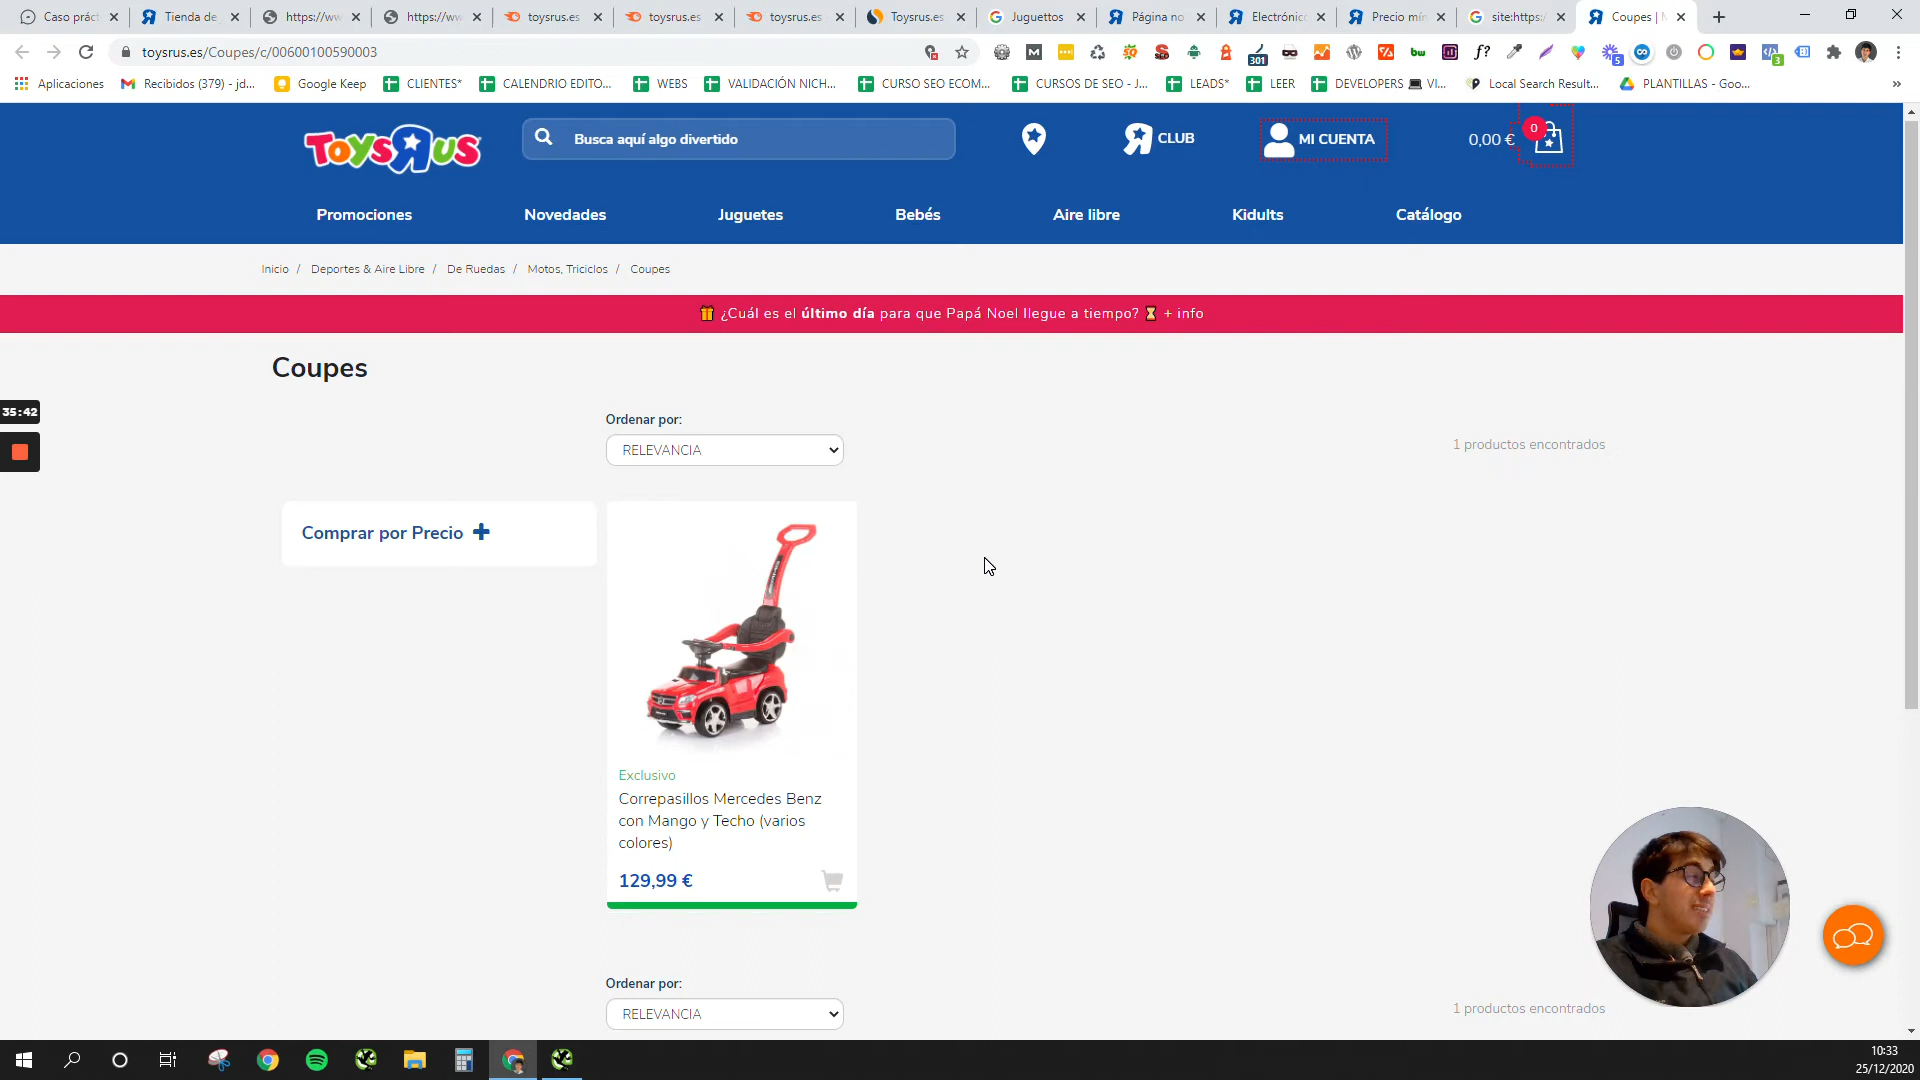 Caso prác
Tienda de
https://ww
https://ww
toysrus.es
toysrus.es
toysrus.es
Toysrus.es
Juguettos
Página no
Electrónic
Precio mín
site:https:/
Coupes | M
toysrus.es/Coupes/c/00600100590003
301
5
3
Aplicaciones
Recibidos (379) - jd...
Google Keep
CLIENTES*
CALENDARIO EDITO...
WEBS
VALIDACIÓN NICH...
CURSO SEO ECOM...
CURSOS DE SEO - J...
LEADS*
LEER
DEVELOPERS 💻 VI...
Local Search Result...
PLANTILLAS - Goo...
»
ToysЯus
Busca aquí algo divertido
CLUB
MI CUENTA
0,00 €
0
Promociones
Novedades
Juguetes
Bebés
Aire libre
Kidults
Catálogo
Inicio / Deportes & Aire Libre / De Ruedas / Motos, Triciclos / Coupes
🎁 ¿Cuál es el último día para que Papá Noel llegue a tiempo? ⌛ + info
Coupes
35:42
Ordenar por:
RELEVANCIA
1 productos encontrados
Comprar por Precio +
Exclusivo
Correpasillos Mercedes Benz
con Mango y Techo (varios
colores)
129,99 €
Ordenar por:
RELEVANCIA
1 productos encontrados
10:33
25/12/2020